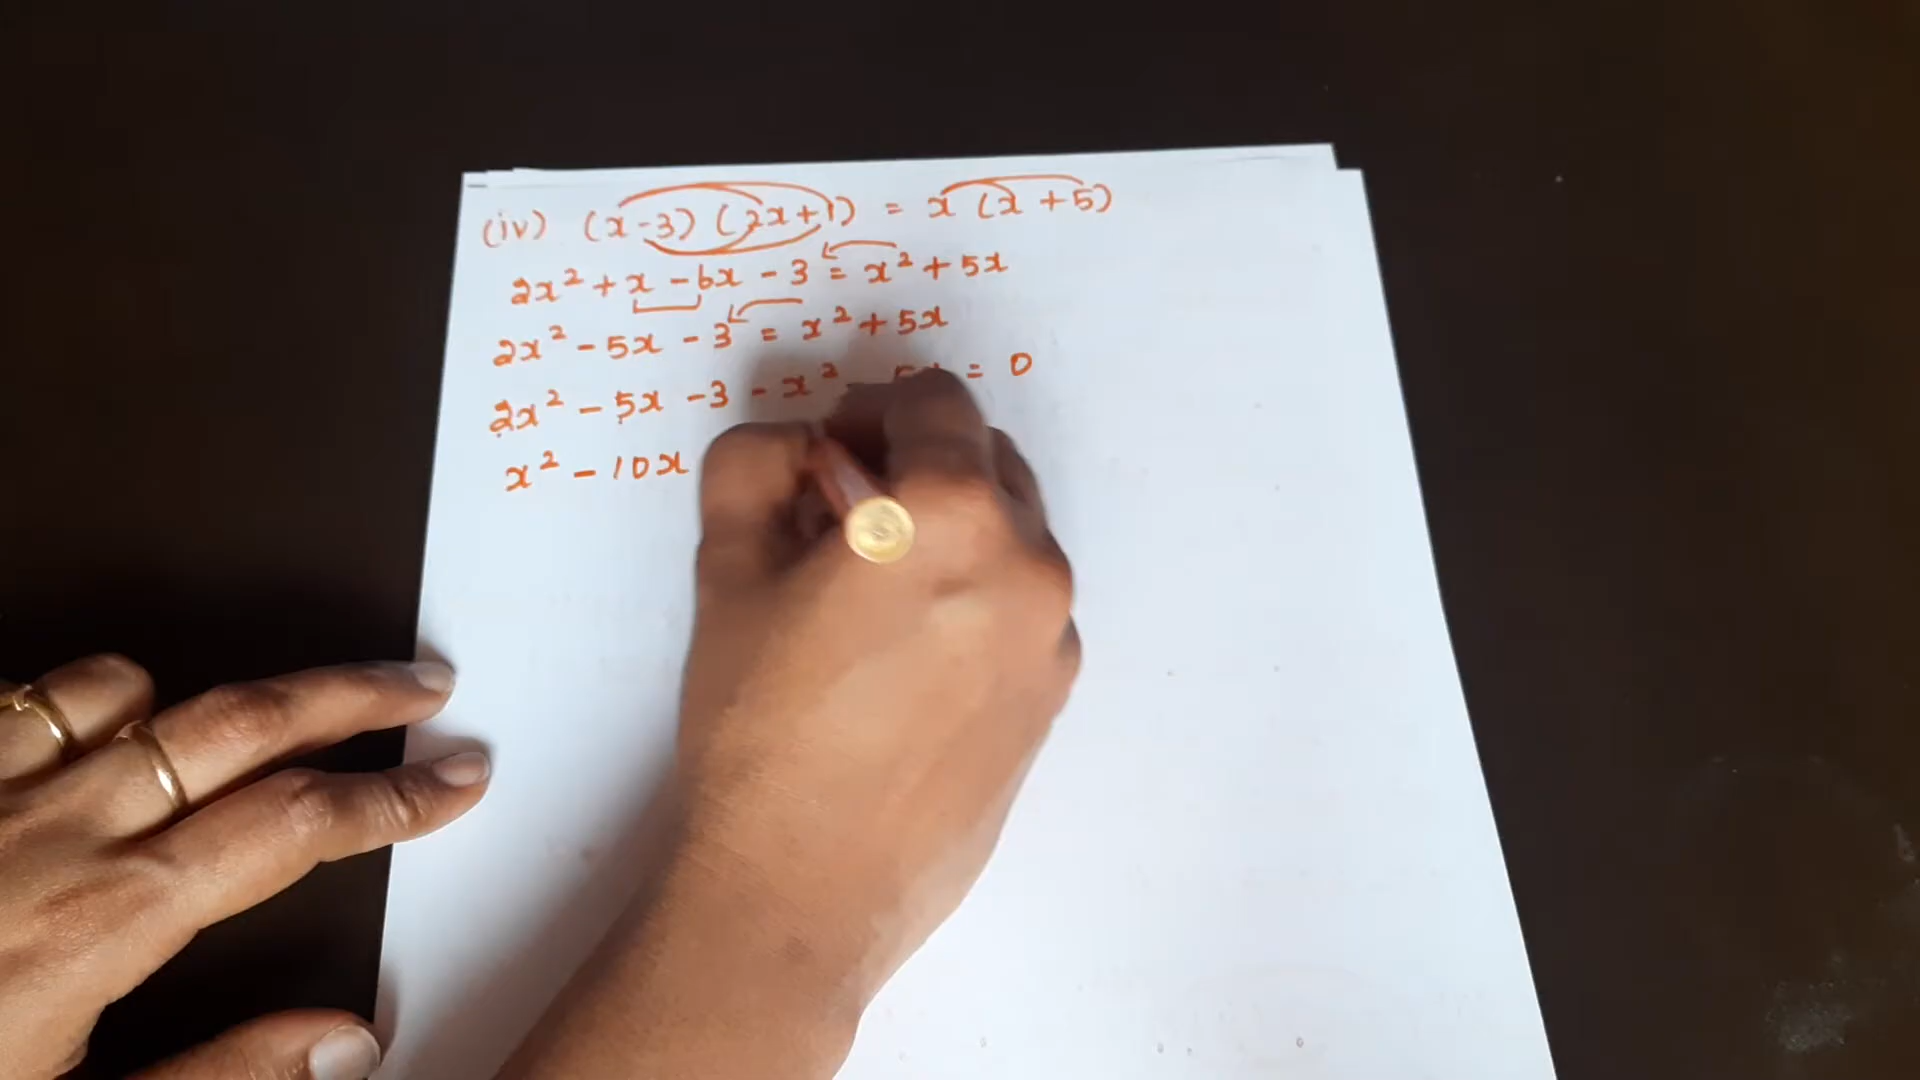 (iv) (x-3) (2x+1) = x (x+5)
2x² + x - 6x - 3 = x² + 5x
2x² - 5x - 3 = x² + 5x
2x² - 5x - 3 - x² - 5x = 0
x² - 10x